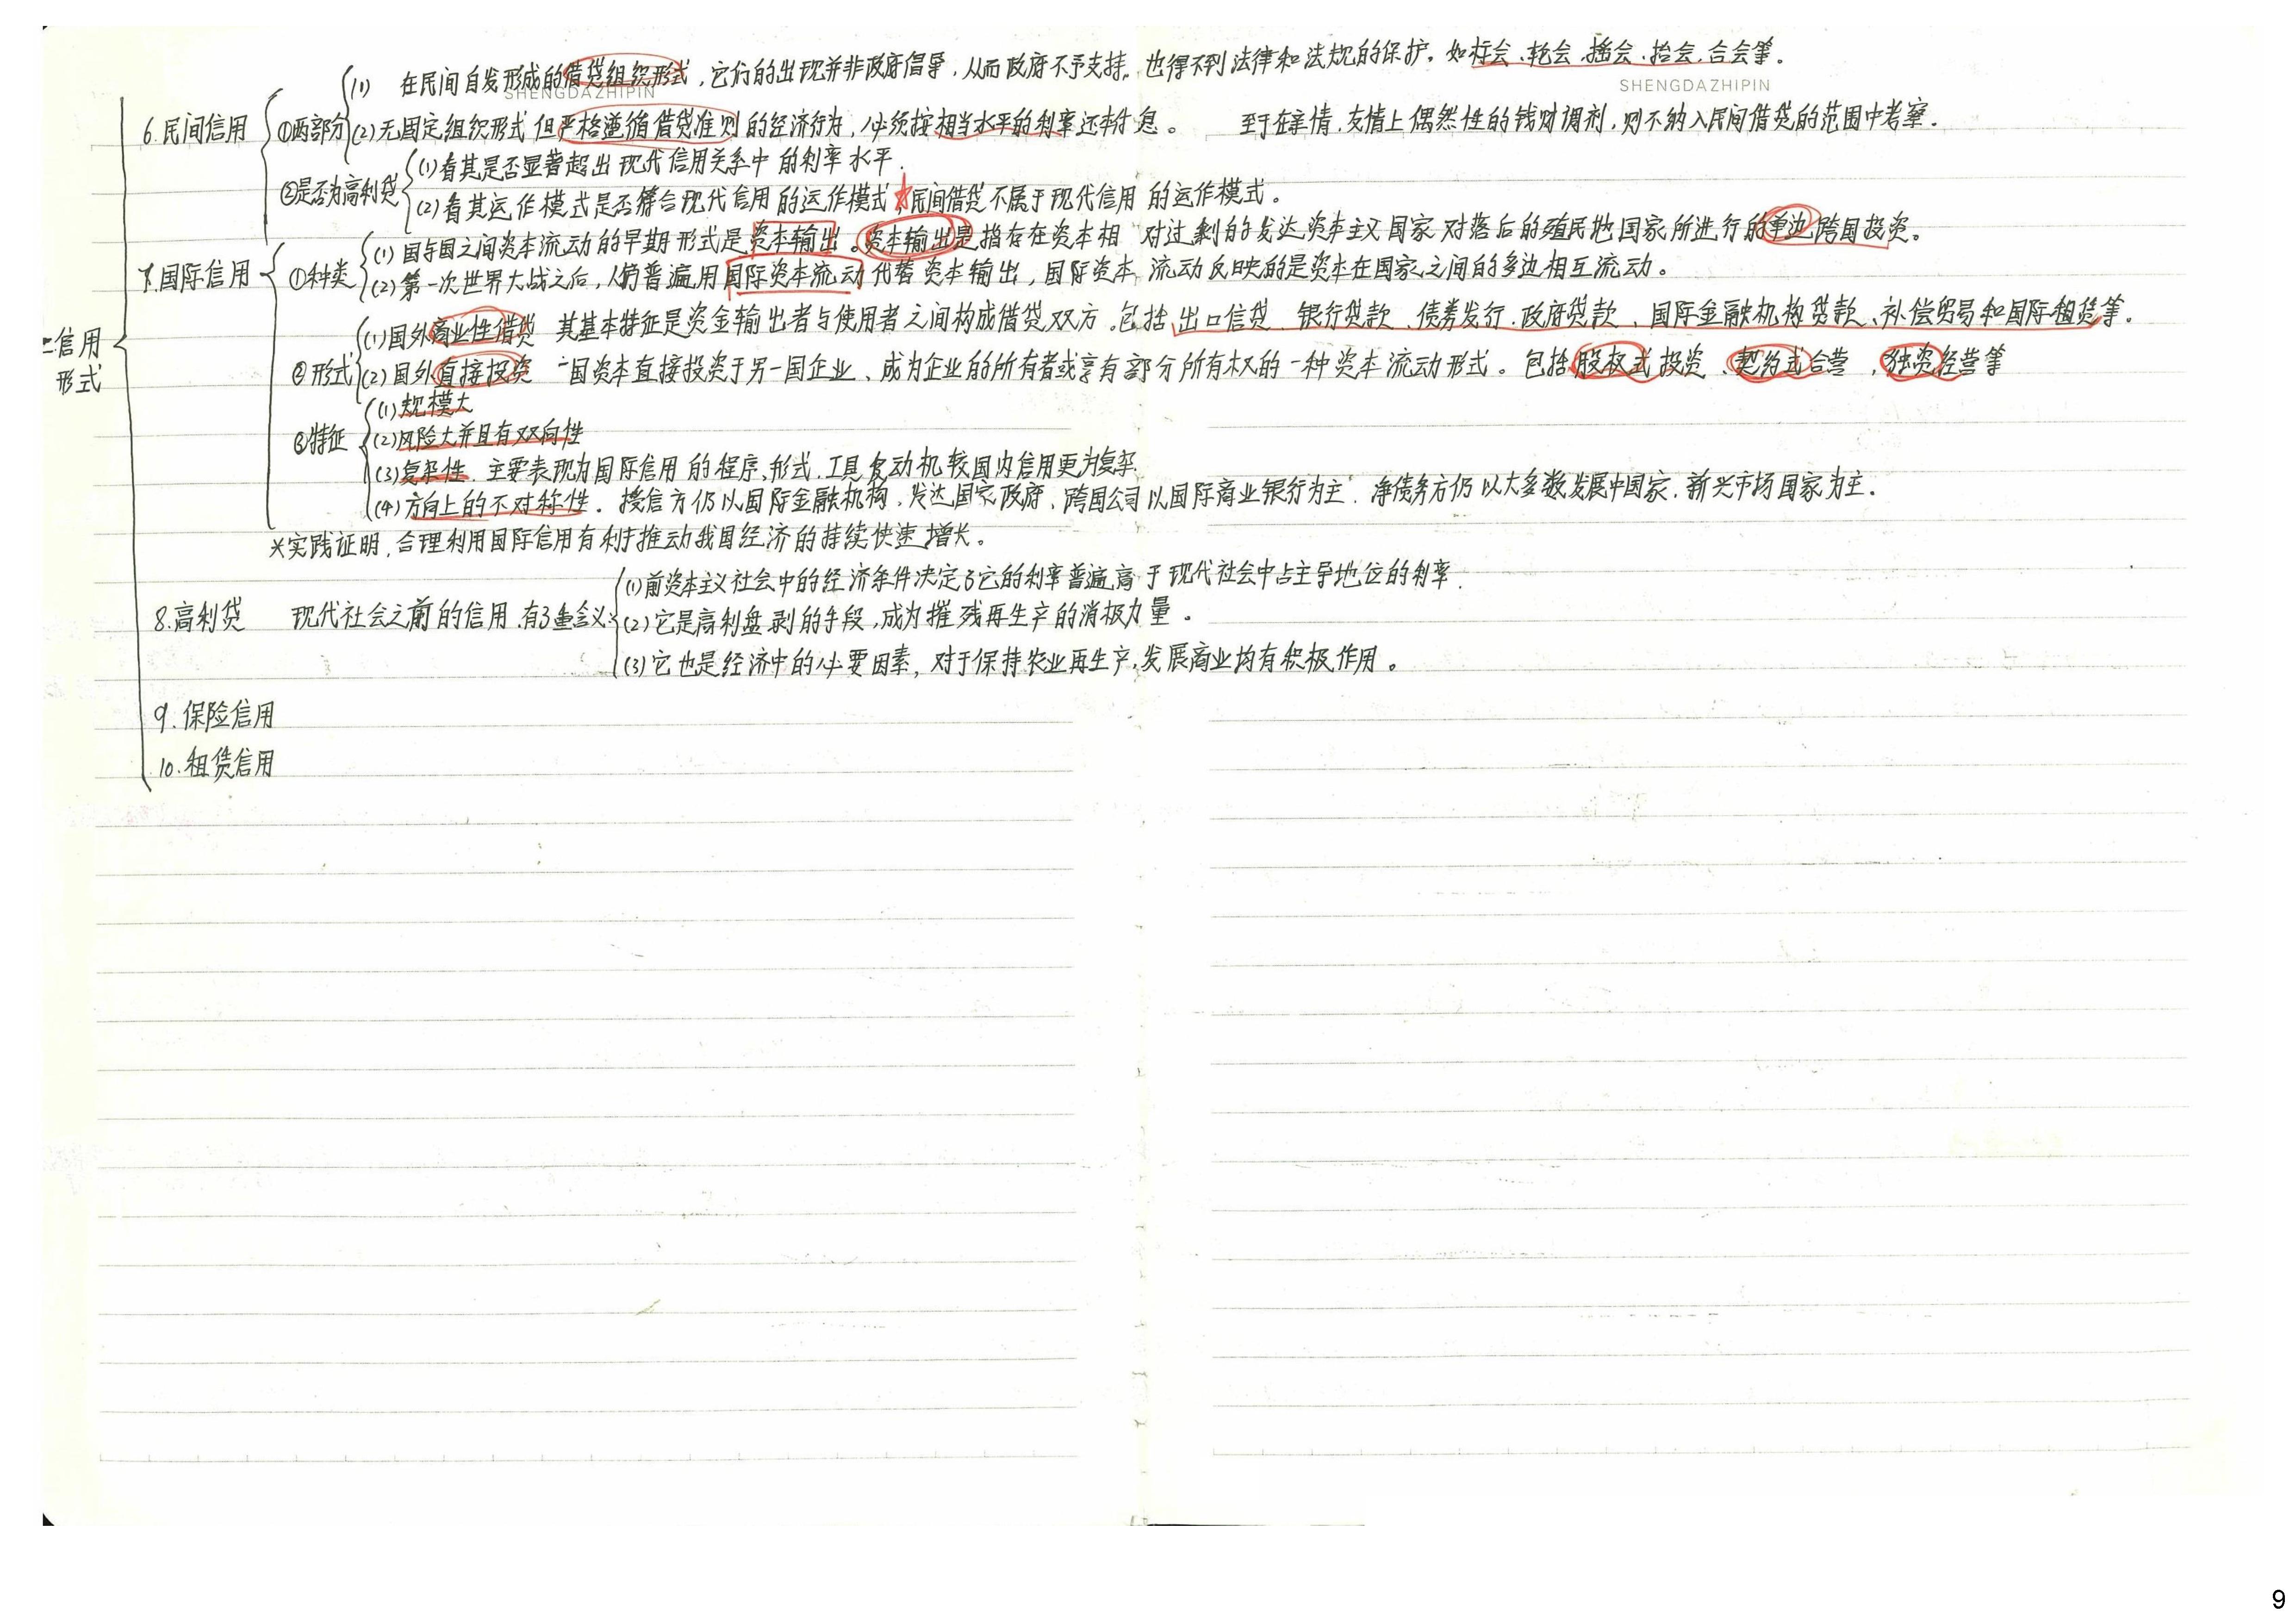 (1) 在民间自发形成的借贷组织形式，它们的出现并非政府倡导，从而政府不予支持，也得不到法律和法规的保护。如标会、轮会、摇会、抬会、合会等。
SHENGDAZHIPIN
SHENGDAZHIPIN
6.民间信用 ①两部分 (2)无固定组织形式但严格遵循借贷准则的经济行为，必须按相当水平的利率还本付息。 至于在亲情、友情上偶然性的钱财调剂，则不纳入民间借贷的范围中考察.
②是否为高利贷 (1)看其是否显著超出现代信用关系中的利率水平.
(2)看其运作模式是否符合现代信用的运作模式 ☆民间借贷不属于现代信用的运作模式。
7.国际信用 ①种类 (1)国与国之间资本流动的早期形式是资本输出。资本输出是指存在资本相对过剩的发达资本主义国家对落后的殖民地国家所进行的单边跨国投资。
(2)第一次世界大战之后，人们普遍用国际资本流动代替资本输出，国际资本流动反映的是资本在国家之间的多边相互流动。
二信用形式
②形式 (1)国外商业性借贷 其基本特征是资金输出者与使用者之间构成借贷双方。包括出口信贷、银行贷款、债券发行、政府贷款、国际金融机构贷款、补偿贸易和国际租赁等.
(2)国外直接投资 一国资本直接投资于另一国企业、成为企业的所有者或享有部分所有权的一种资本流动形式。包括股权式投资、契约式合营、独资经营等
③特征 (1)规模大
(2)风险大并且有双向性
(3)复杂性. 主要表现为国际信用的程序、形式、工具及动机较国内信用更为复杂.
(4)方向上的不对称性. 授信方仍以国际金融机构、发达国家政府、跨国公司以国际商业银行为主. 净债务方仍以大多数发展中国家、新兴市场国家为主.
*实践证明,合理利用国际信用有利于推动我国经济的持续快速增长。
8.高利贷 现代社会之前的信用.有3重含义: (1)前资本主义社会中的经济条件决定了它的利率普遍高于现代社会中占主导地位的利率.
(2)它是高利盘剥的手段,成为摧残再生产的消极力量.
(3)它也是经济中的必要因素, 对于保持农业再生产,发展商业均有积极作用。
9.保险信用
10.租赁信用
9